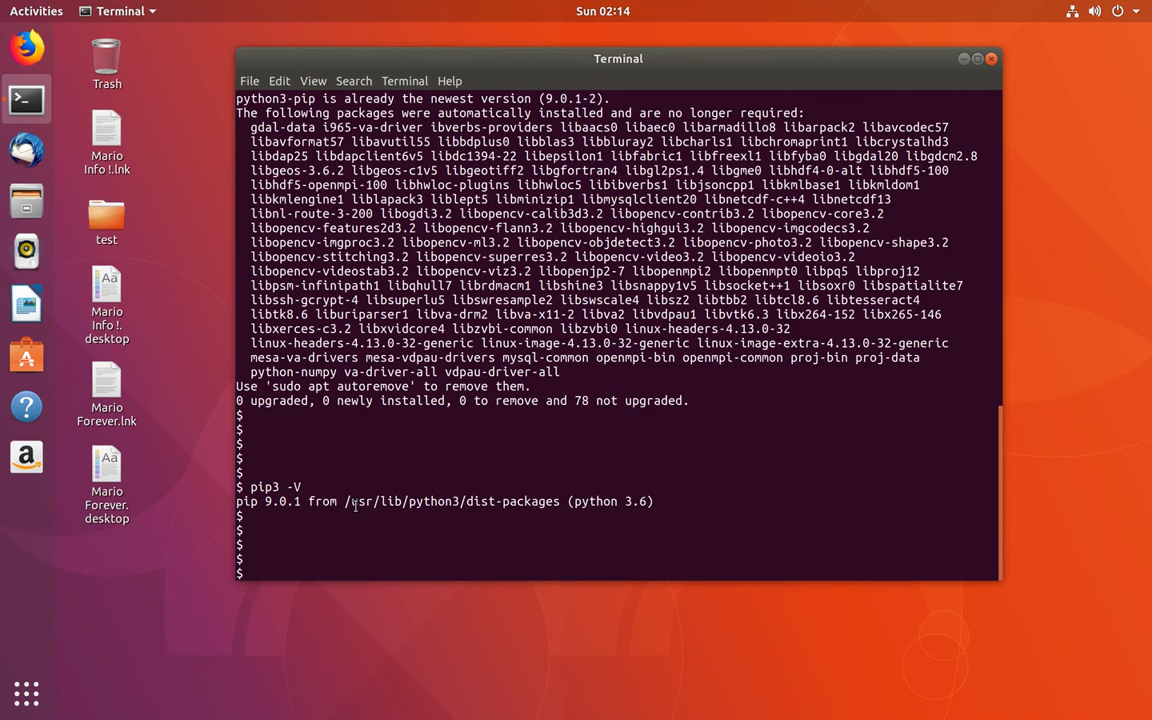 Activities
Terminal
Sun 02:14
Trash
Mario
Info !.lnk
test
Mario
Info !.
desktop
Mario
Forever.lnk
Mario
Forever.
desktop
Terminal
File Edit View Search Terminal Help
python3-pip is already the newest version (9.0.1-2).
The following packages were automatically installed and are no longer required:
gdal-data i965-va-driver ibverbs-providers libaacs0 libaec0 libarmadillo8 libarpack2 libavcodec57
libavformat57 libavutil55 libbdplus0 libblas3 libbluray2 libcharls1 libchromaprint1 libcrystalhd3
libdap25 libdapclient6v5 libdc1394-22 libepsilon1 libfabric1 libfreexl1 libfyba0 libgdal20 libgdcm2.8
libgeos-3.6.2 libgeos-c1v5 libgeotiff2 libgfortran4 libgl2ps1.4 libgme0 libhdf4-0-alt libhdf5-100
libhdf5-openmpi-100 libhwloc-plugins libhwloc5 libibverbs1 libjsoncpp1 libkmlbase1 libkmldom1
libkmlengine1 liblapack3 liblept5 libminizip1 libmysqlclient20 libnetcdf-c++4 libnetcdf13
libnl-route-3-200 libogdi3.2 libopencv-calib3d3.2 libopencv-contrib3.2 libopencv-core3.2
libopencv-features2d3.2 libopencv-flann3.2 libopencv-highgui3.2 libopencv-imgcodecs3.2
libopencv-imgproc3.2 libopencv-ml3.2 libopencv-objdetect3.2 libopencv-photo3.2 libopencv-shape3.2
libopencv-stitching3.2 libopencv-superres3.2 libopencv-video3.2 libopencv-videoio3.2
libopencv-videostab3.2 libopencv-viz3.2 libopenjp2-7 libopenmpi2 libopenmpt0 libpq5 libproj12
libpsm-infinipath1 libqhull7 librdmacm1 libshine3 libsnappy1v5 libsocket++1 libsoxr0 libspatialite7
libssh-gcrypt-4 libsuperlu5 libswresample2 libswscale4 libsz2 libtbb2 libtcl8.6 libtesseract4
libtk8.6 liburiparser1 libva-drm2 libva-x11-2 libva2 libvdpau1 libvtk6.3 libx264-152 libx265-146
libxerces-c3.2 libxvidcore4 libzvbi-common libzvbi0 linux-headers-4.13.0-32
linux-headers-4.13.0-32-generic linux-image-4.13.0-32-generic linux-image-extra-4.13.0-32-generic
mesa-va-drivers mesa-vdpau-drivers mysql-common openmpi-bin openmpi-common proj-bin proj-data
python-numpy va-driver-all vdpau-driver-all
Use 'sudo apt autoremove' to remove them.
0 upgraded, 0 newly installed, 0 to remove and 78 not upgraded.
$
$
$
$
$
$ pip3 -V
pip 9.0.1 from /usr/lib/python3/dist-packages (python 3.6)
$
$
$
$
$